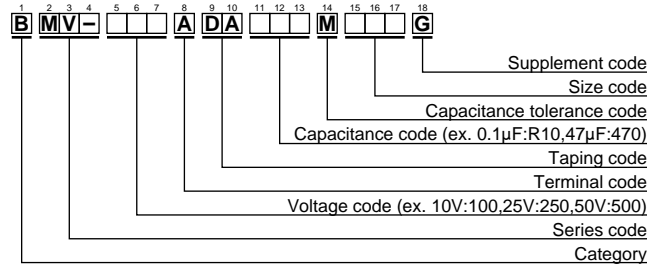 1 2 3 4 5 6 7 8 9 10 11 12 13 14 15 16 17 18
B M V – A D A M G
Supplement code
Size code
Capacitance tolerance code
Capacitance code (ex. 0.1µF:R10,47µF:470)
Taping code
Terminal code
Voltage code (ex. 10V:100,25V:250,50V:500)
Series code
Category